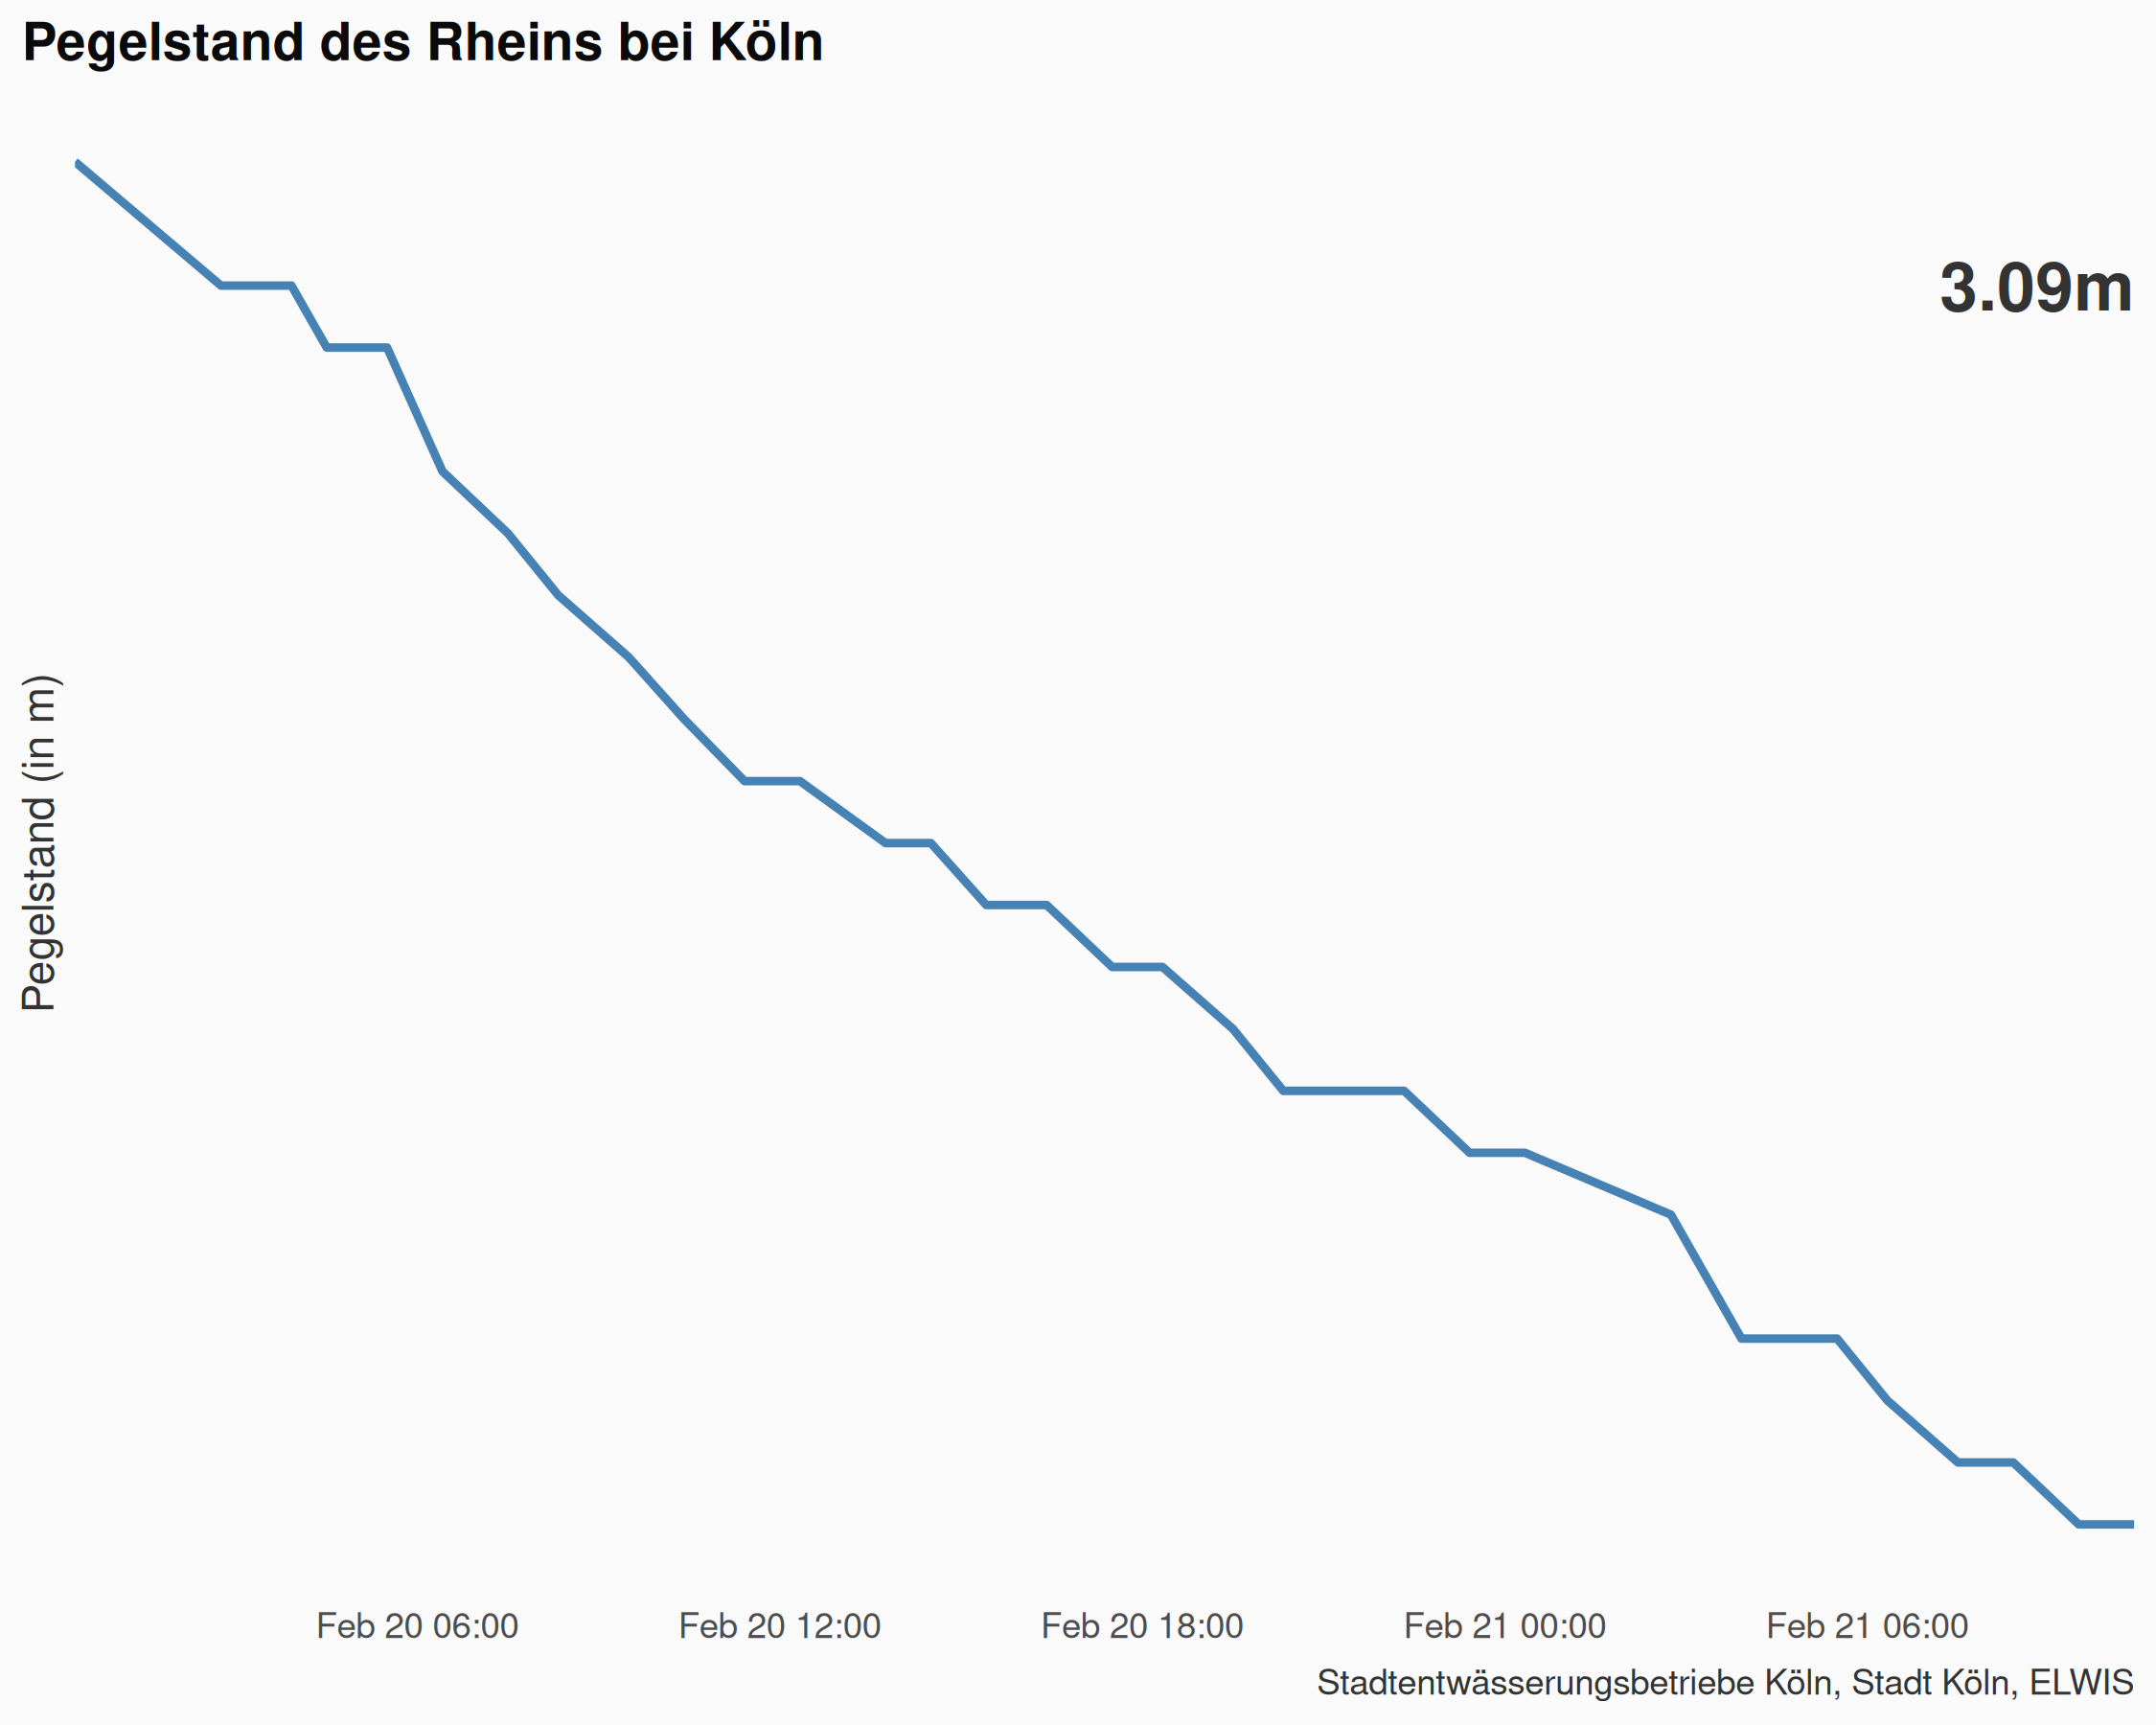 Pegelstand des Rheins bei Köln
3.09m
Pegelstand (in m)
Feb 20 06:00
Feb 20 12:00
Feb 20 18:00
Feb 21 00:00
Feb 21 06:00
Stadtentwässerungsbetriebe Köln, Stadt Köln, ELWIS